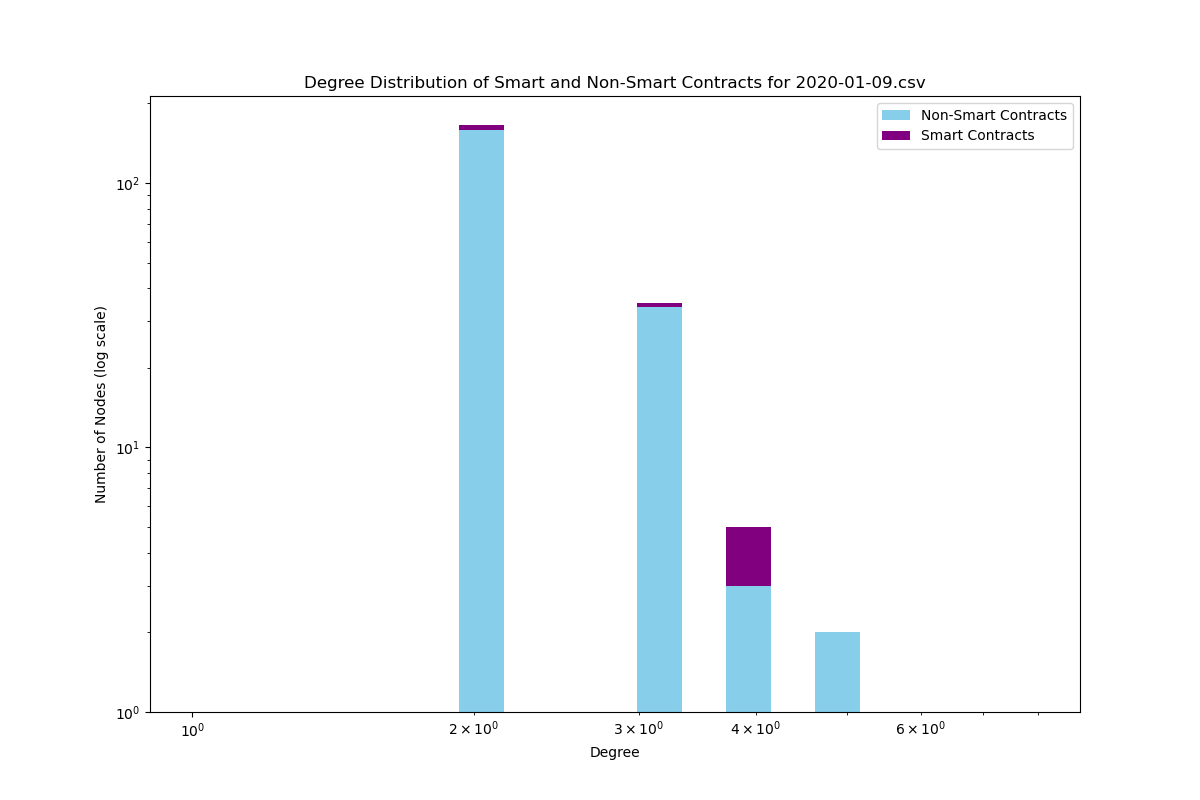 Degree Distribution of Smart and Non-Smart Contracts for 2020-01-09.csv
Non-Smart Contracts
Smart Contracts
Number of Nodes (log scale)
10²
10¹
10⁰
10⁰
2 × 10⁰
3 × 10⁰
4 × 10⁰
6 × 10⁰
Degree